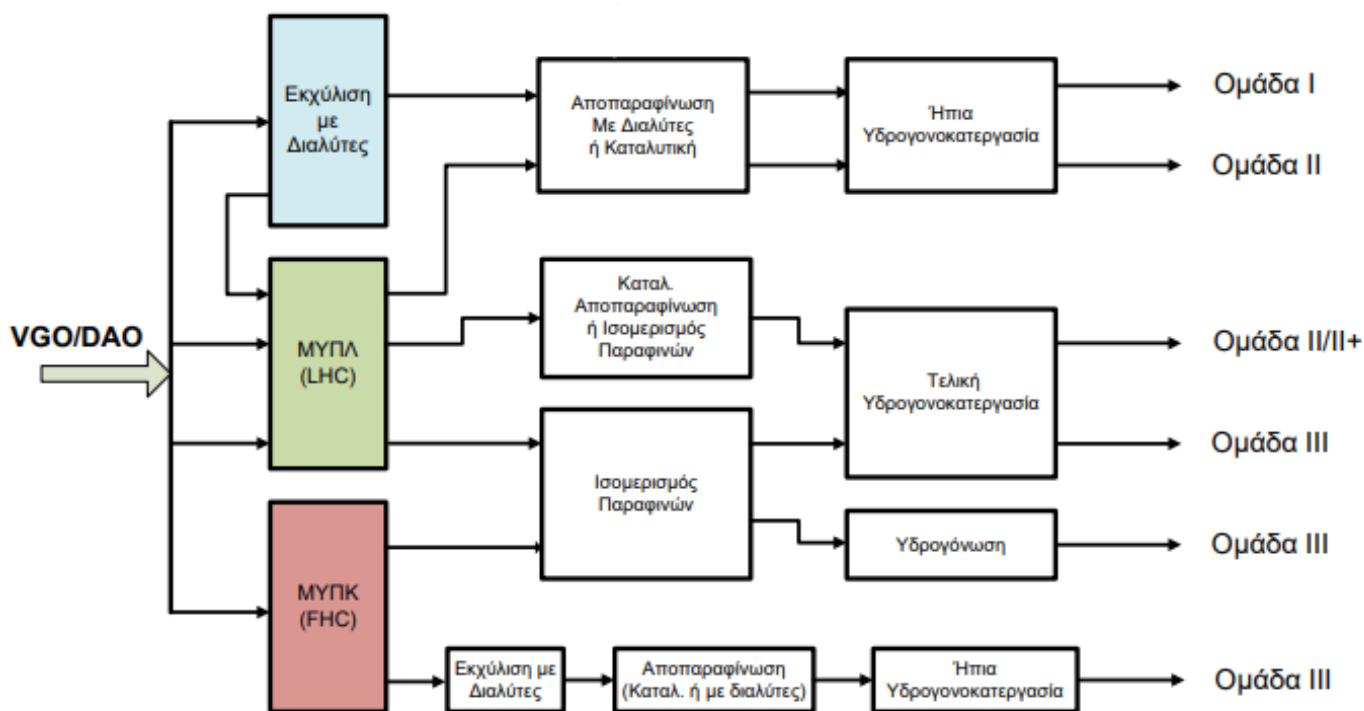 Εκχύλιση
με
Διαλύτες
Αποπαραφίνωση
Με Διαλύτες
ή Καταλυτική
Ήπια
Υδρογονοκατεργασία
Ομάδα I
Ομάδα II
VGO/DAO
ΜΥΠΛ
(LHC)
Καταλ.
Αποπαραφίνωση
ή Ισομερισμός
Παραφινών
Τελική
Υδρογονοκατεργασία
Ομάδα II/II+
Ομάδα III
Ισομερισμός
Παραφινών
Υδρογόνωση
Ομάδα III
ΜΥΠΚ
(FHC)
Εκχύλιση με
Διαλύτες
Αποπαραφίνωση
(Καταλ. ή με διαλύτες)
Ήπια
Υδρογονοκατεργασία
Ομάδα III